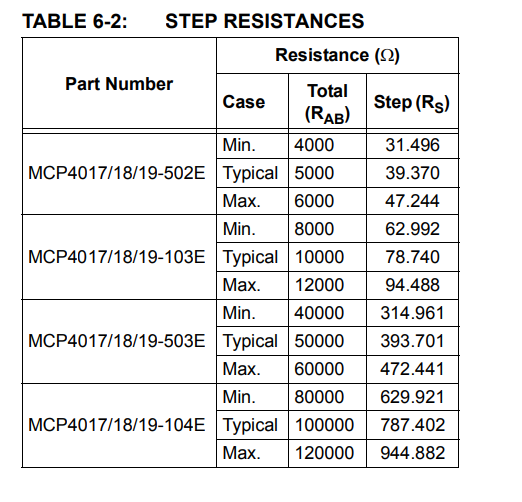 TABLE 6-2: STEP RESISTANCES
Part Number
Resistance (Ω)
Case
Total (RAB)
Step (RS)
MCP4017/18/19-502E
Min. 4000 31.496
Typical 5000 39.370
Max. 6000 47.244
MCP4017/18/19-103E
Min. 8000 62.992
Typical 10000 78.740
Max. 12000 94.488
MCP4017/18/19-503E
Min. 40000 314.961
Typical 50000 393.701
Max. 60000 472.441
MCP4017/18/19-104E
Min. 80000 629.921
Typical 100000 787.402
Max. 120000 944.882